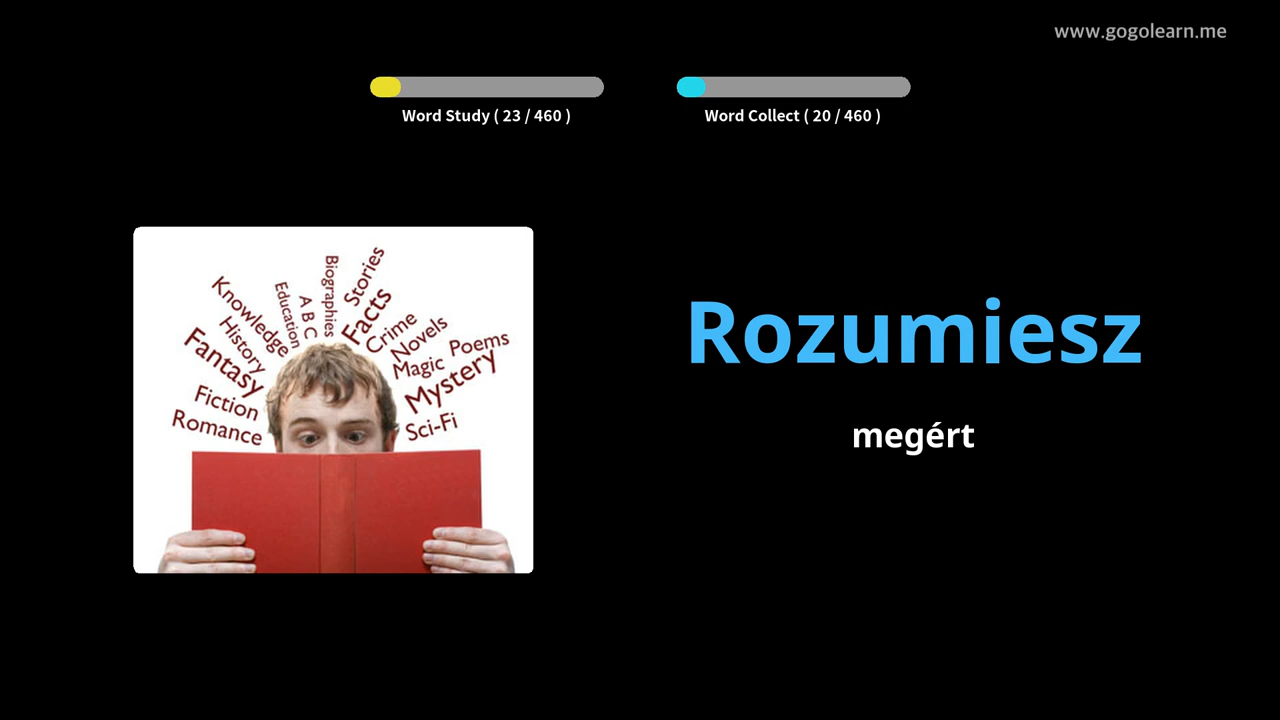 www.gogolearn.me
Word Study ( 23 / 460 )
Word Collect ( 20 / 460 )
Rozumiesz
megért
Biographies
Stories
Education
A B C
Facts
Knowledge
History
Crime
Novels
Fantasy
Magic
Poems
Mystery
Fiction
Romance
Sci-Fi